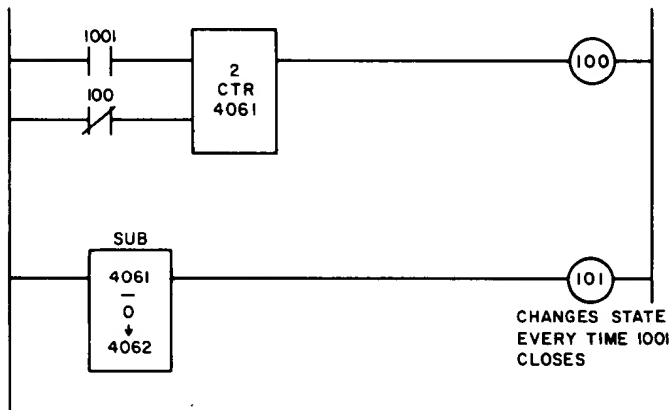 1001
2
CTR
4061
100
100
SUB
4061
–
0
↓
4062
101
CHANGES STATE
EVERY TIME 1001
CLOSES